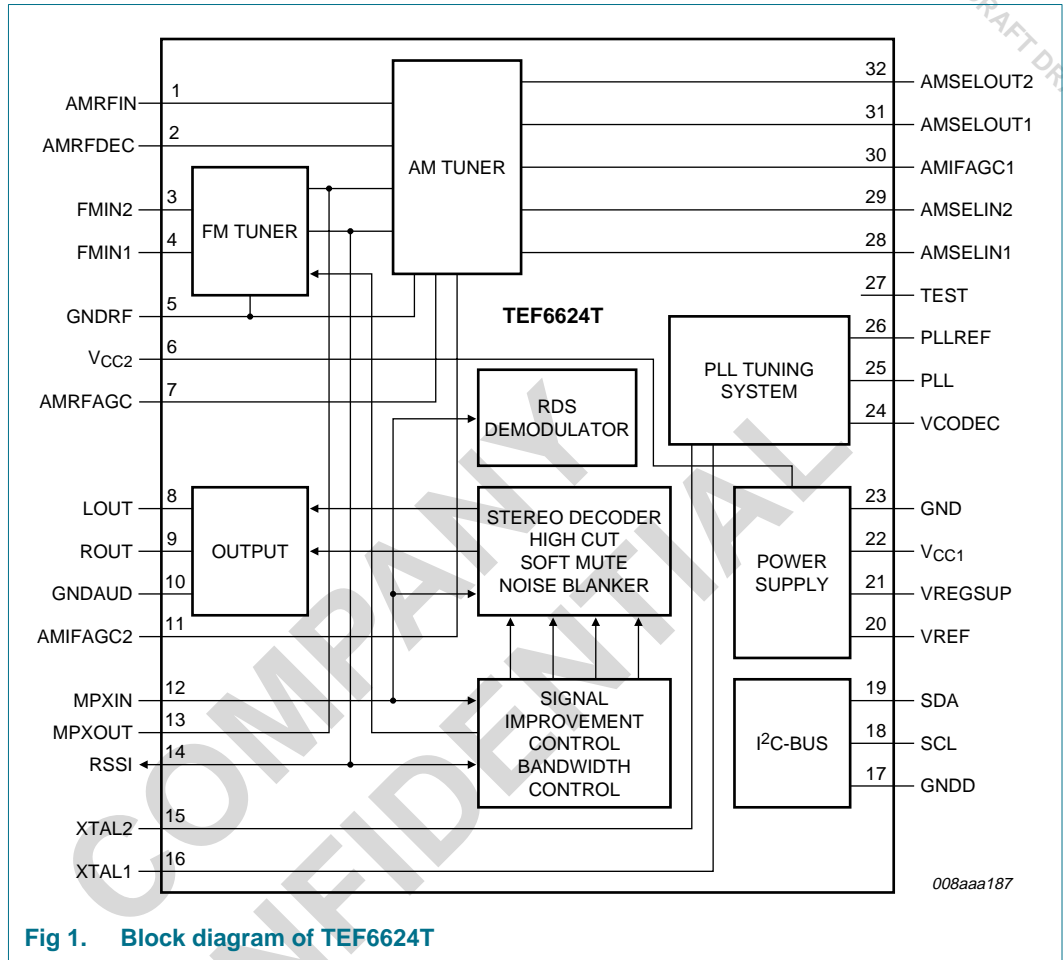 DRAFT DRA
1
AMRFIN
2
AMRFDEC
3
FMIN2
4
FMIN1
5
GNDRF
6
VCC2
7
AMRFAGC
8
LOUT
9
ROUT
10
GNDAUD
11
AMIFAGC2
12
MPXIN
13
MPXOUT
14
RSSI
15
XTAL2
16
XTAL1
AM TUNER
FM TUNER
TEF6624T
RDS
DEMODULATOR
OUTPUT
STEREO DECODER
HIGH CUT
SOFT MUTE
NOISE BLANKER
SIGNAL
IMPROVEMENT
CONTROL
BANDWIDTH
CONTROL
PLL TUNING
SYSTEM
POWER
SUPPLY
I2C-BUS
32
AMSELOUT2
31
AMSELOUT1
30
AMIFAGC1
29
AMSELIN2
28
AMSELIN1
27
TEST
26
PLLREF
25
PLL
24
VCODEC
23
GND
22
VCC1
21
VREGSUP
20
VREF
19
SDA
18
SCL
17
GNDD
008aaa187
COMPANY
NFIDENTIAL
Fig 1. Block diagram of TEF6624T